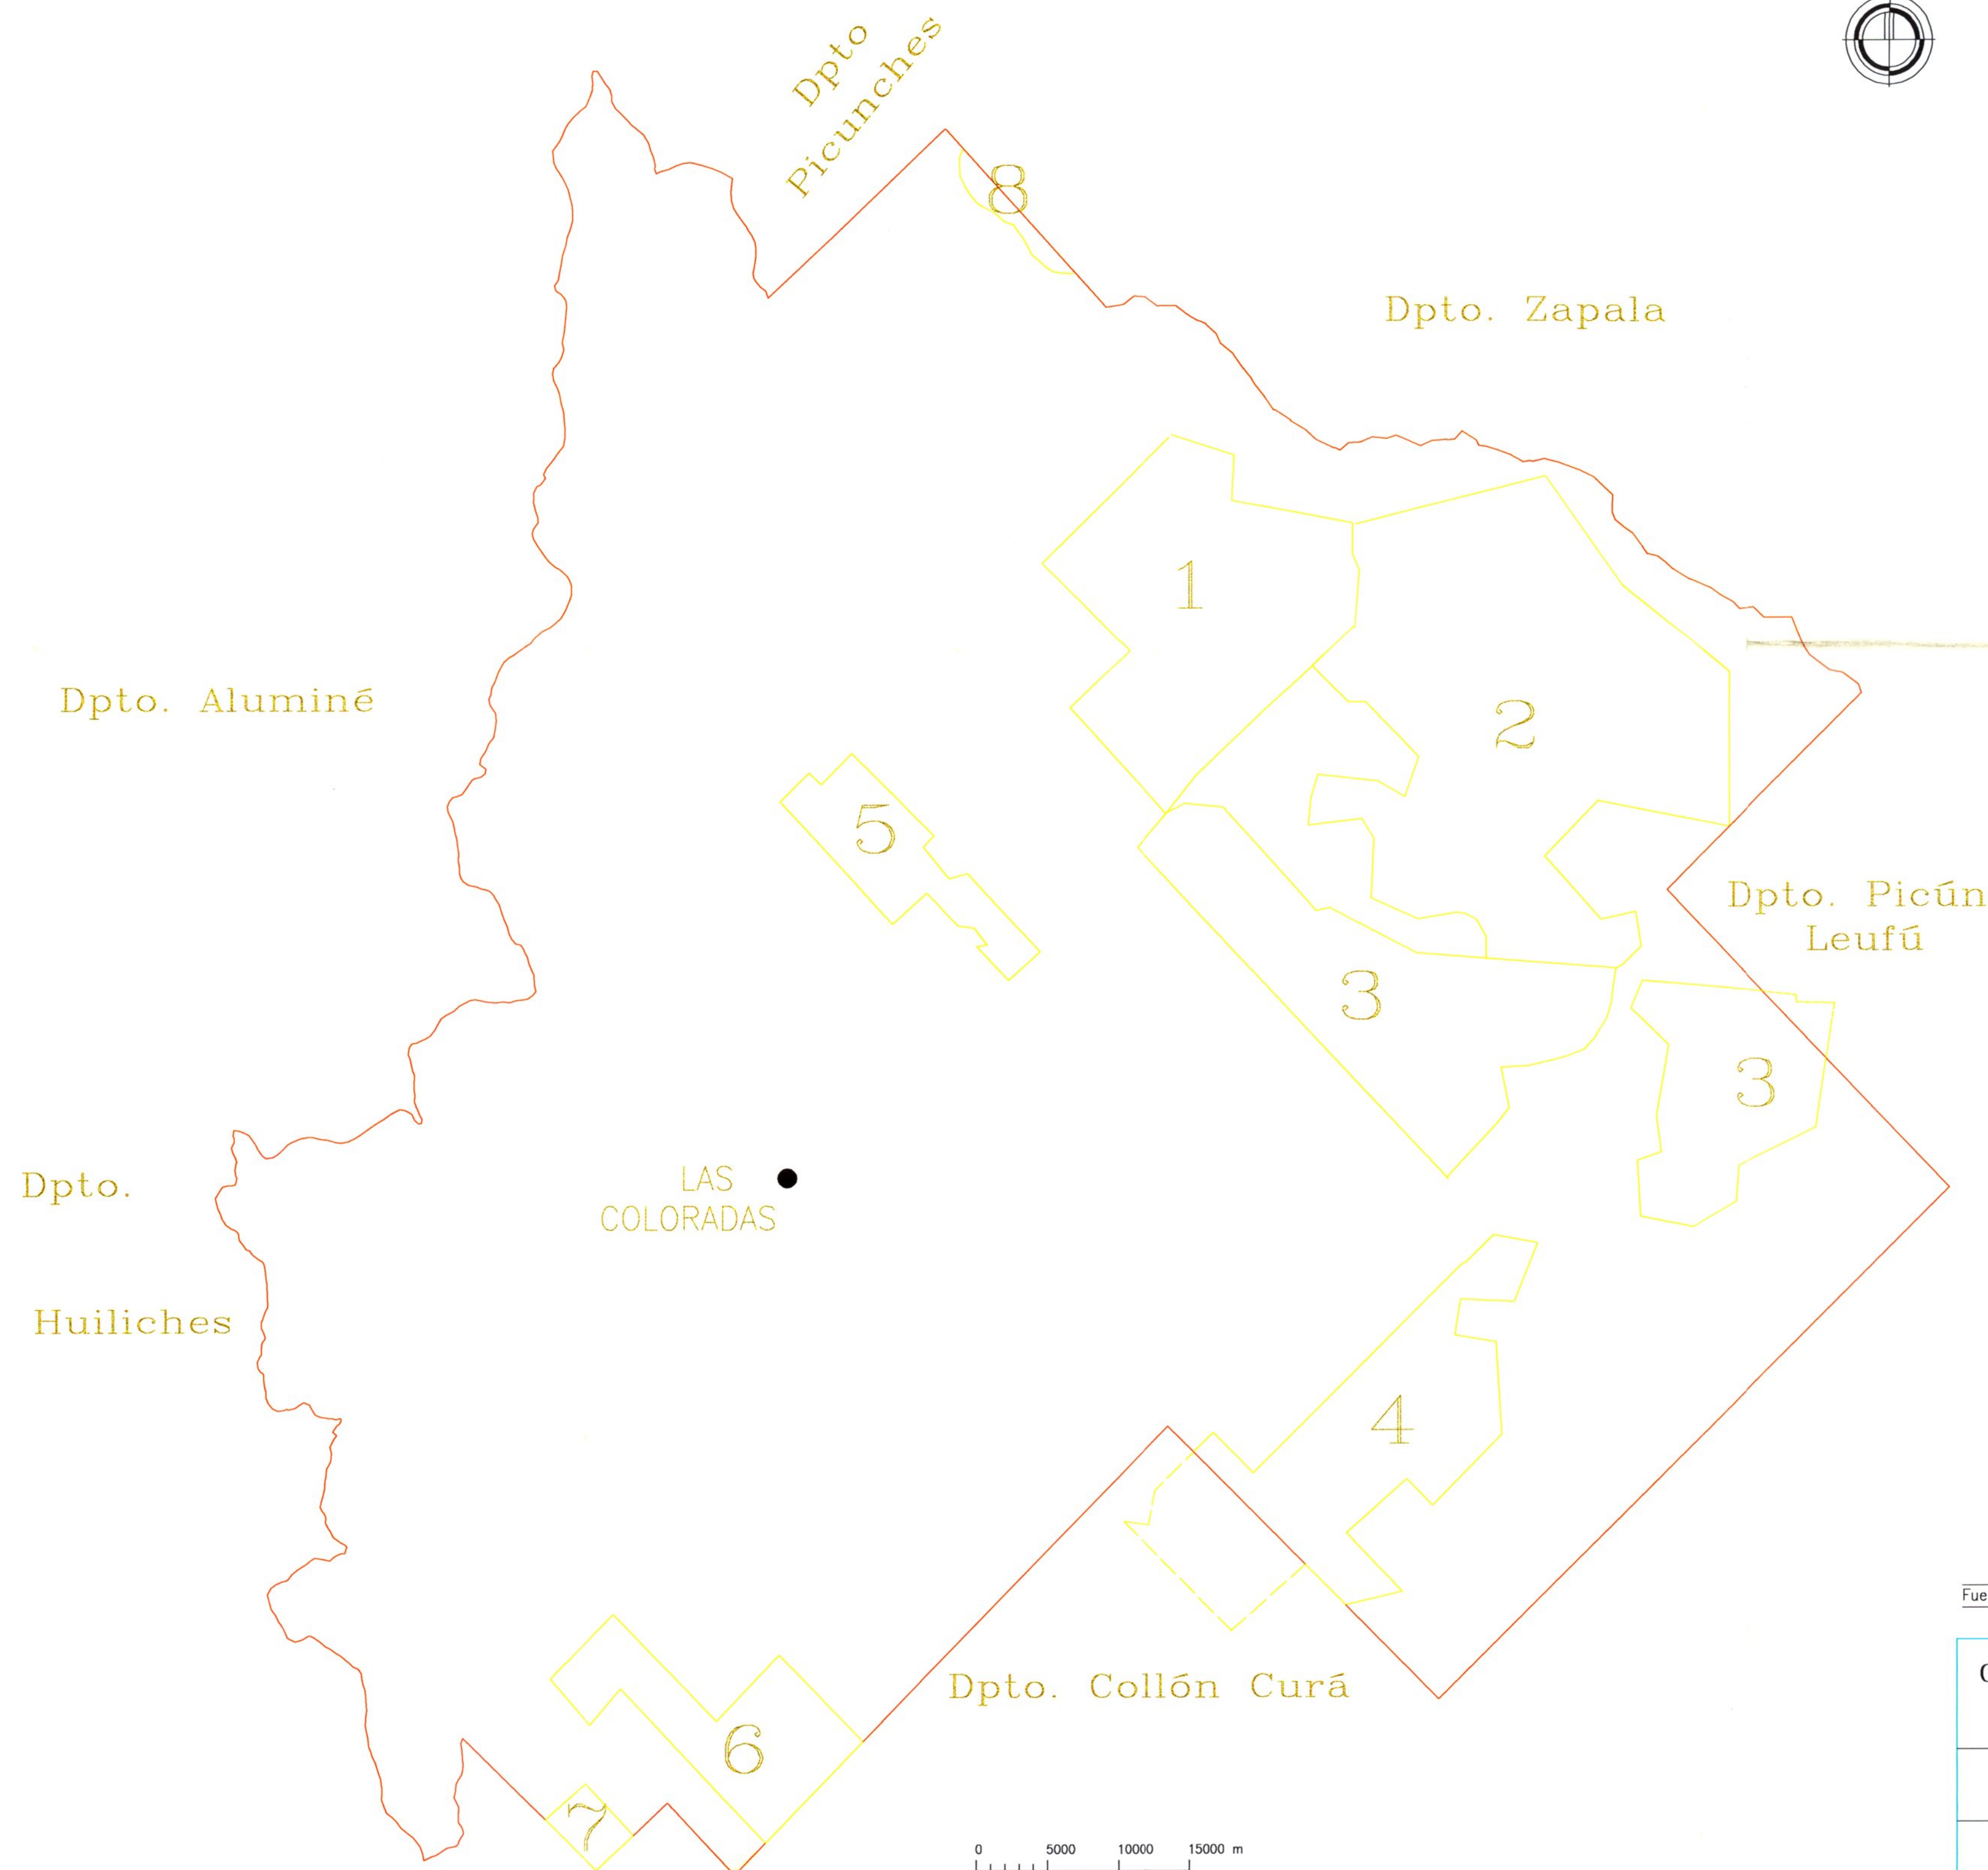 Dpto
Picunches
8
Dpto. Zapala
1
2
Dpto. Aluminé
5
Dpto. Picún
Leufú
3
3
Dpto.
LAS
COLORADAS
Huiliches
4
Fue
Dpto. Collón Curá
6
7
0 5000 10000 15000 m